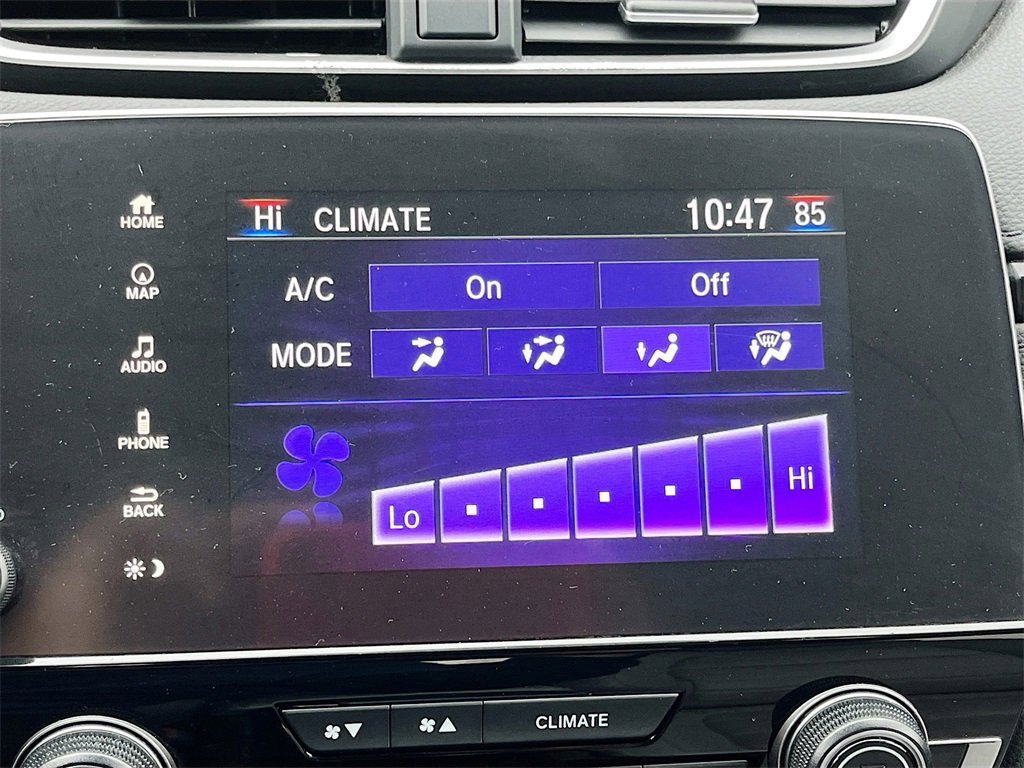 HOME
MAP
AUDIO
PHONE
BACK
Hi CLIMATE 10:47 85
A/C On Off
MODE
Lo Hi
CLIMATE